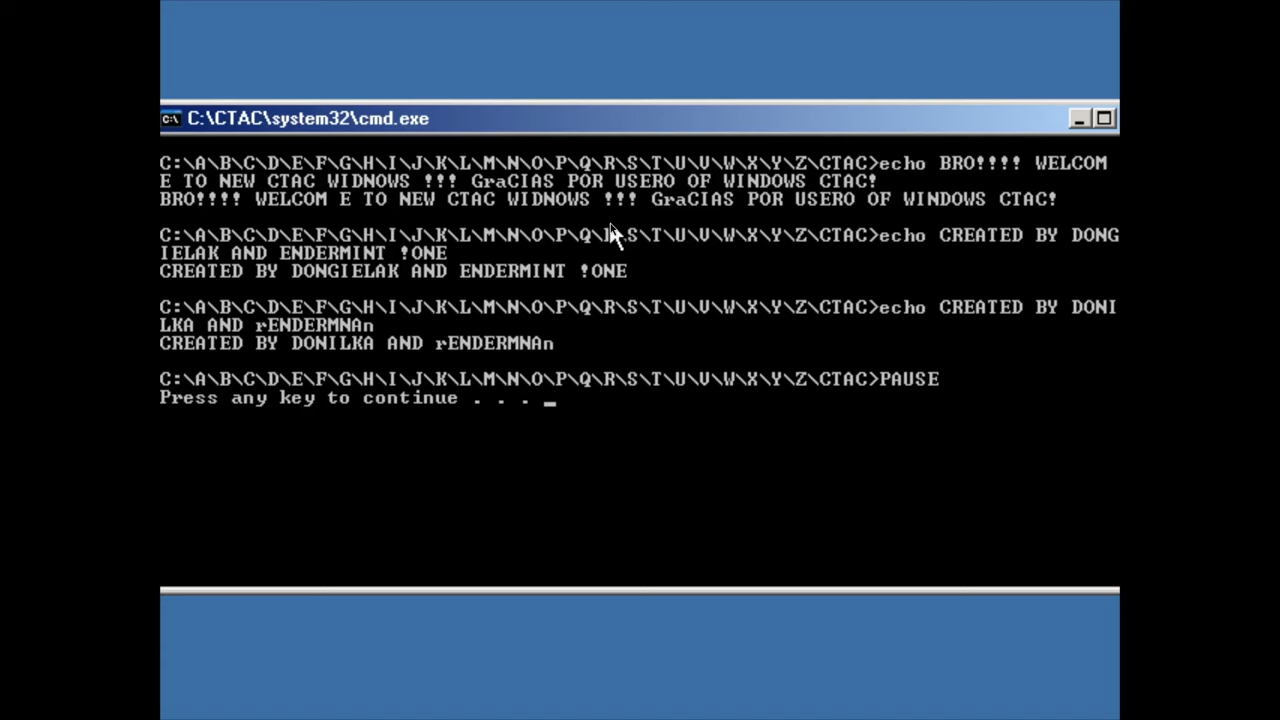 C:\CTAC\system32\cmd.exe
C:\A\B\C\D\E\F\G\H\I\J\K\L\M\N\O\P\Q\R\S\T\U\V\W\X\Y\Z\CTAC>echo BRO!!!! WELCOM
E TO NEW CTAC WIDNOWS !!! GraCIAS POR USERO OF WINDOWS CTAC!
BRO!!!! WELCOM E TO NEW CTAC WIDNOWS !!! GraCIAS POR USERO OF WINDOWS CTAC!
C:\A\B\C\D\E\F\G\H\I\J\K\L\M\N\O\P\Q\R\S\T\U\V\W\X\Y\Z\CTAC>echo CREATED BY DONG
IELAK AND ENDERMINT !ONE
CREATED BY DONGIELAK AND ENDERMINT !ONE
C:\A\B\C\D\E\F\G\H\I\J\K\L\M\N\O\P\Q\R\S\T\U\V\W\X\Y\Z\CTAC>echo CREATED BY DONI
LKA AND rENDERMNAn
CREATED BY DONILKA AND rENDERMNAn
C:\A\B\C\D\E\F\G\H\I\J\K\L\M\N\O\P\Q\R\S\T\U\V\W\X\Y\Z\CTAC>PAUSE
Press any key to continue . . . _